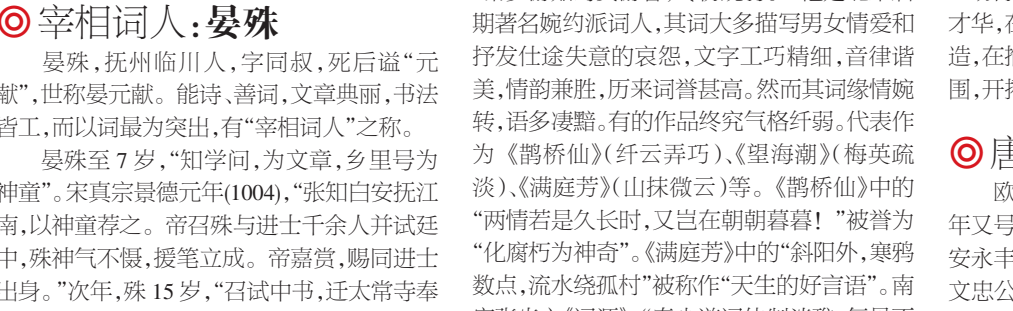 宰相词人:晏殊
晏殊,抚州临川人,字同叔,死后谥“元
献”,世称晏元献。能诗、善词,文章典丽,书法
皆工,而以词最为突出,有“宰相词人”之称。
晏殊至 7 岁,“知学问,为文章,乡里号为
神童”。宋真宗景德元年(1004),“张知白安抚江
南,以神童荐之。帝召殊与进士千余人并试廷
中,殊神气不慑,援笔立成。帝嘉赏,赐同进士
出身。”次年,殊 15 岁,“召试中书,迁太常寺奉
期著名婉约派词人,其词大多描写男女情爱和
抒发仕途失意的哀怨,文字工巧精细,音律谐
美,情韵兼胜,历来词誉甚高。然而其词缘情婉
转,语多凄黯。有的作品终究气格纤弱。代表作
为《鹊桥仙》(纤云弄巧)、《望海潮》(梅英疏
淡)、《满庭芳》(山抹微云)等。《鹊桥仙》中的
“两情若是久长时,又岂在朝朝暮暮!”被誉为
“化腐朽为神奇”。《满庭芳》中的“斜阳外,寒鸦
数点,流水绕孤村”被称作“天生的好言语”。南
才华,在
造,在
围,开
唐
欧
年又号
安永丰
文忠公